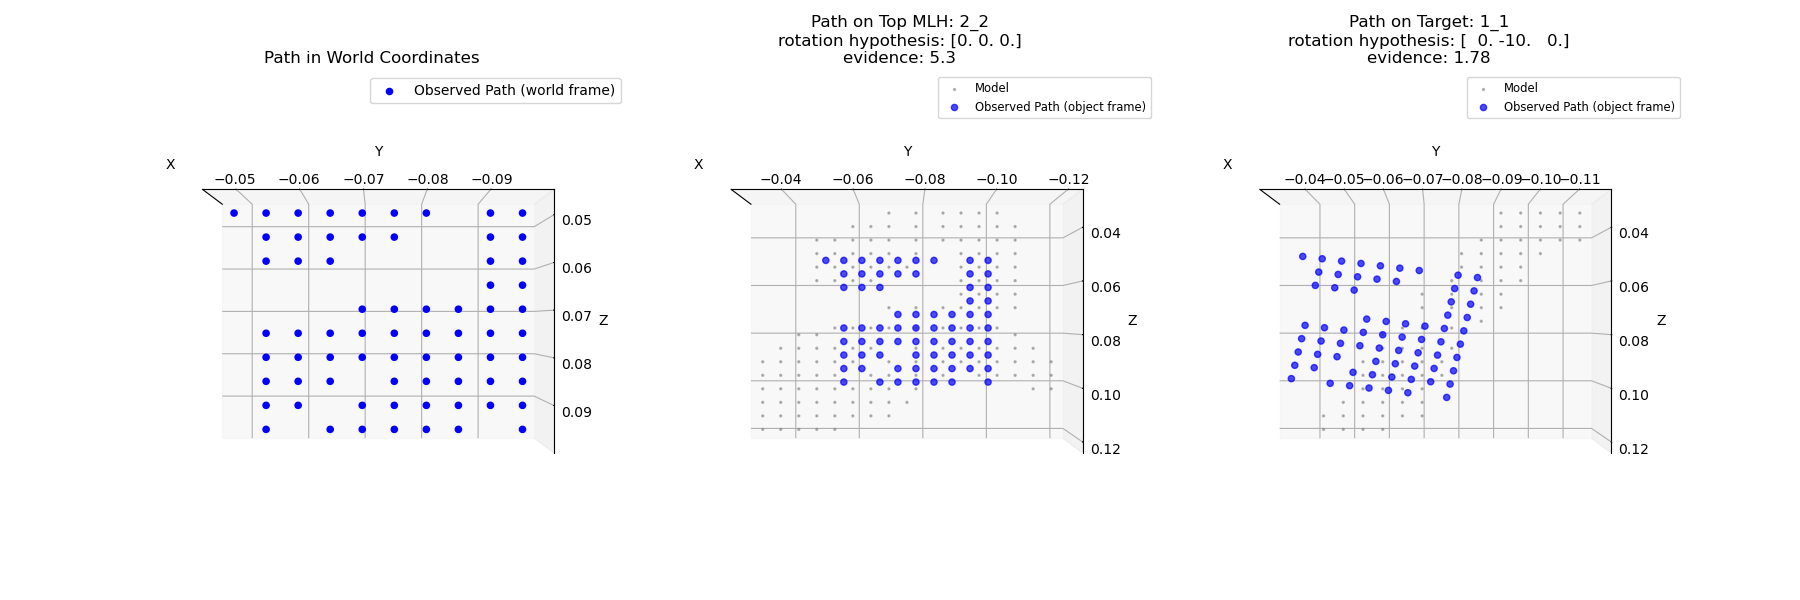 Path in World Coordinates
Observed Path (world frame)
X
Y
−0.05 −0.06 −0.07 −0.08 −0.09
0.05
0.06
0.07
Z
0.08
0.09
Path on Top MLH: 2_2
rotation hypothesis: [0. 0. 0.]
evidence: 5.3
Model
Observed Path (object frame)
X
Y
−0.04 −0.06 −0.08 −0.10 −0.12
0.04
0.06
Z
0.08
0.10
0.12
Path on Target: 1_1
rotation hypothesis: [  0. -10.   0.]
evidence: 1.78
Model
Observed Path (object frame)
X
Y
−0.04 −0.05 −0.06 −0.07 −0.08 −0.09 −0.10 −0.11
0.04
0.06
Z
0.08
0.10
0.12